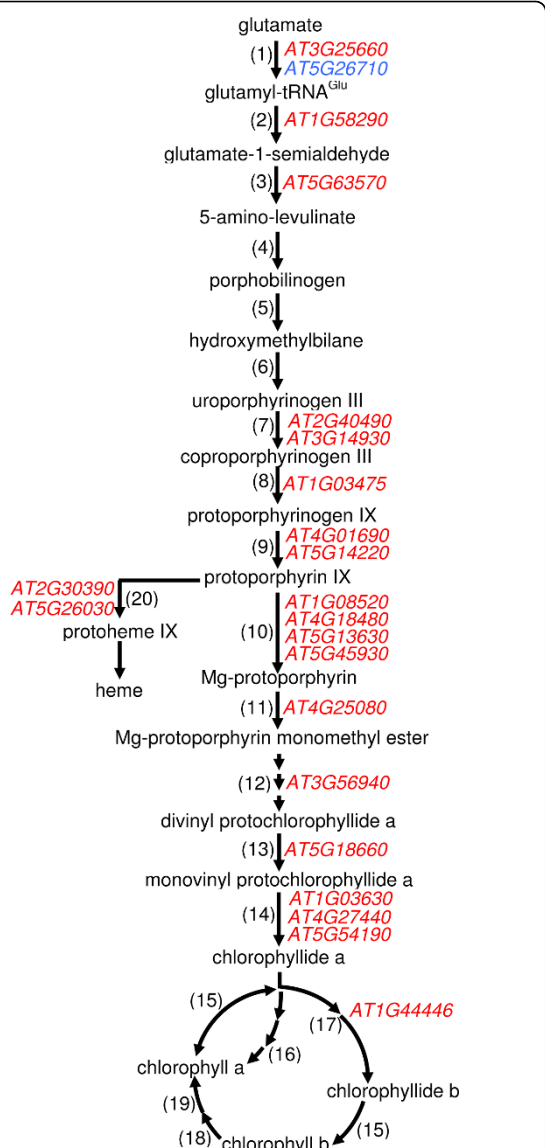 glutamate
(1) AT3G25660
AT5G26710
glutamyl-tRNA^Glu
(2) AT1G58290
glutamate-1-semialdehyde
(3) AT5G63570
5-amino-levulinate
(4)
porphobilinogen
(5)
hydroxymethylbilane
(6)
uroporphyrinogen III
(7) AT2G40490
AT3G14930
coproporphyrinogen III
(8) AT1G03475
protoporphyrinogen IX
(9) AT4G01690
AT5G14220
protoporphyrin IX
AT2G30390
AT5G26030 (20)
protoheme IX
heme
(10) AT1G08520
AT4G18480
AT5G13630
AT5G45930
Mg-protoporphyrin
(11) AT4G25080
Mg-protoporphyrin monomethyl ester
(12) AT3G56940
divinyl protochlorophyllide a
(13) AT5G18660
monovinyl protochlorophyllide a
(14) AT1G03630
AT4G27440
AT5G54190
chlorophyllide a
(15)
(17) AT1G44446
(16)
chlorophyll a
chlorophyllide b
(19)
(15)
(18)
chlorophyll b